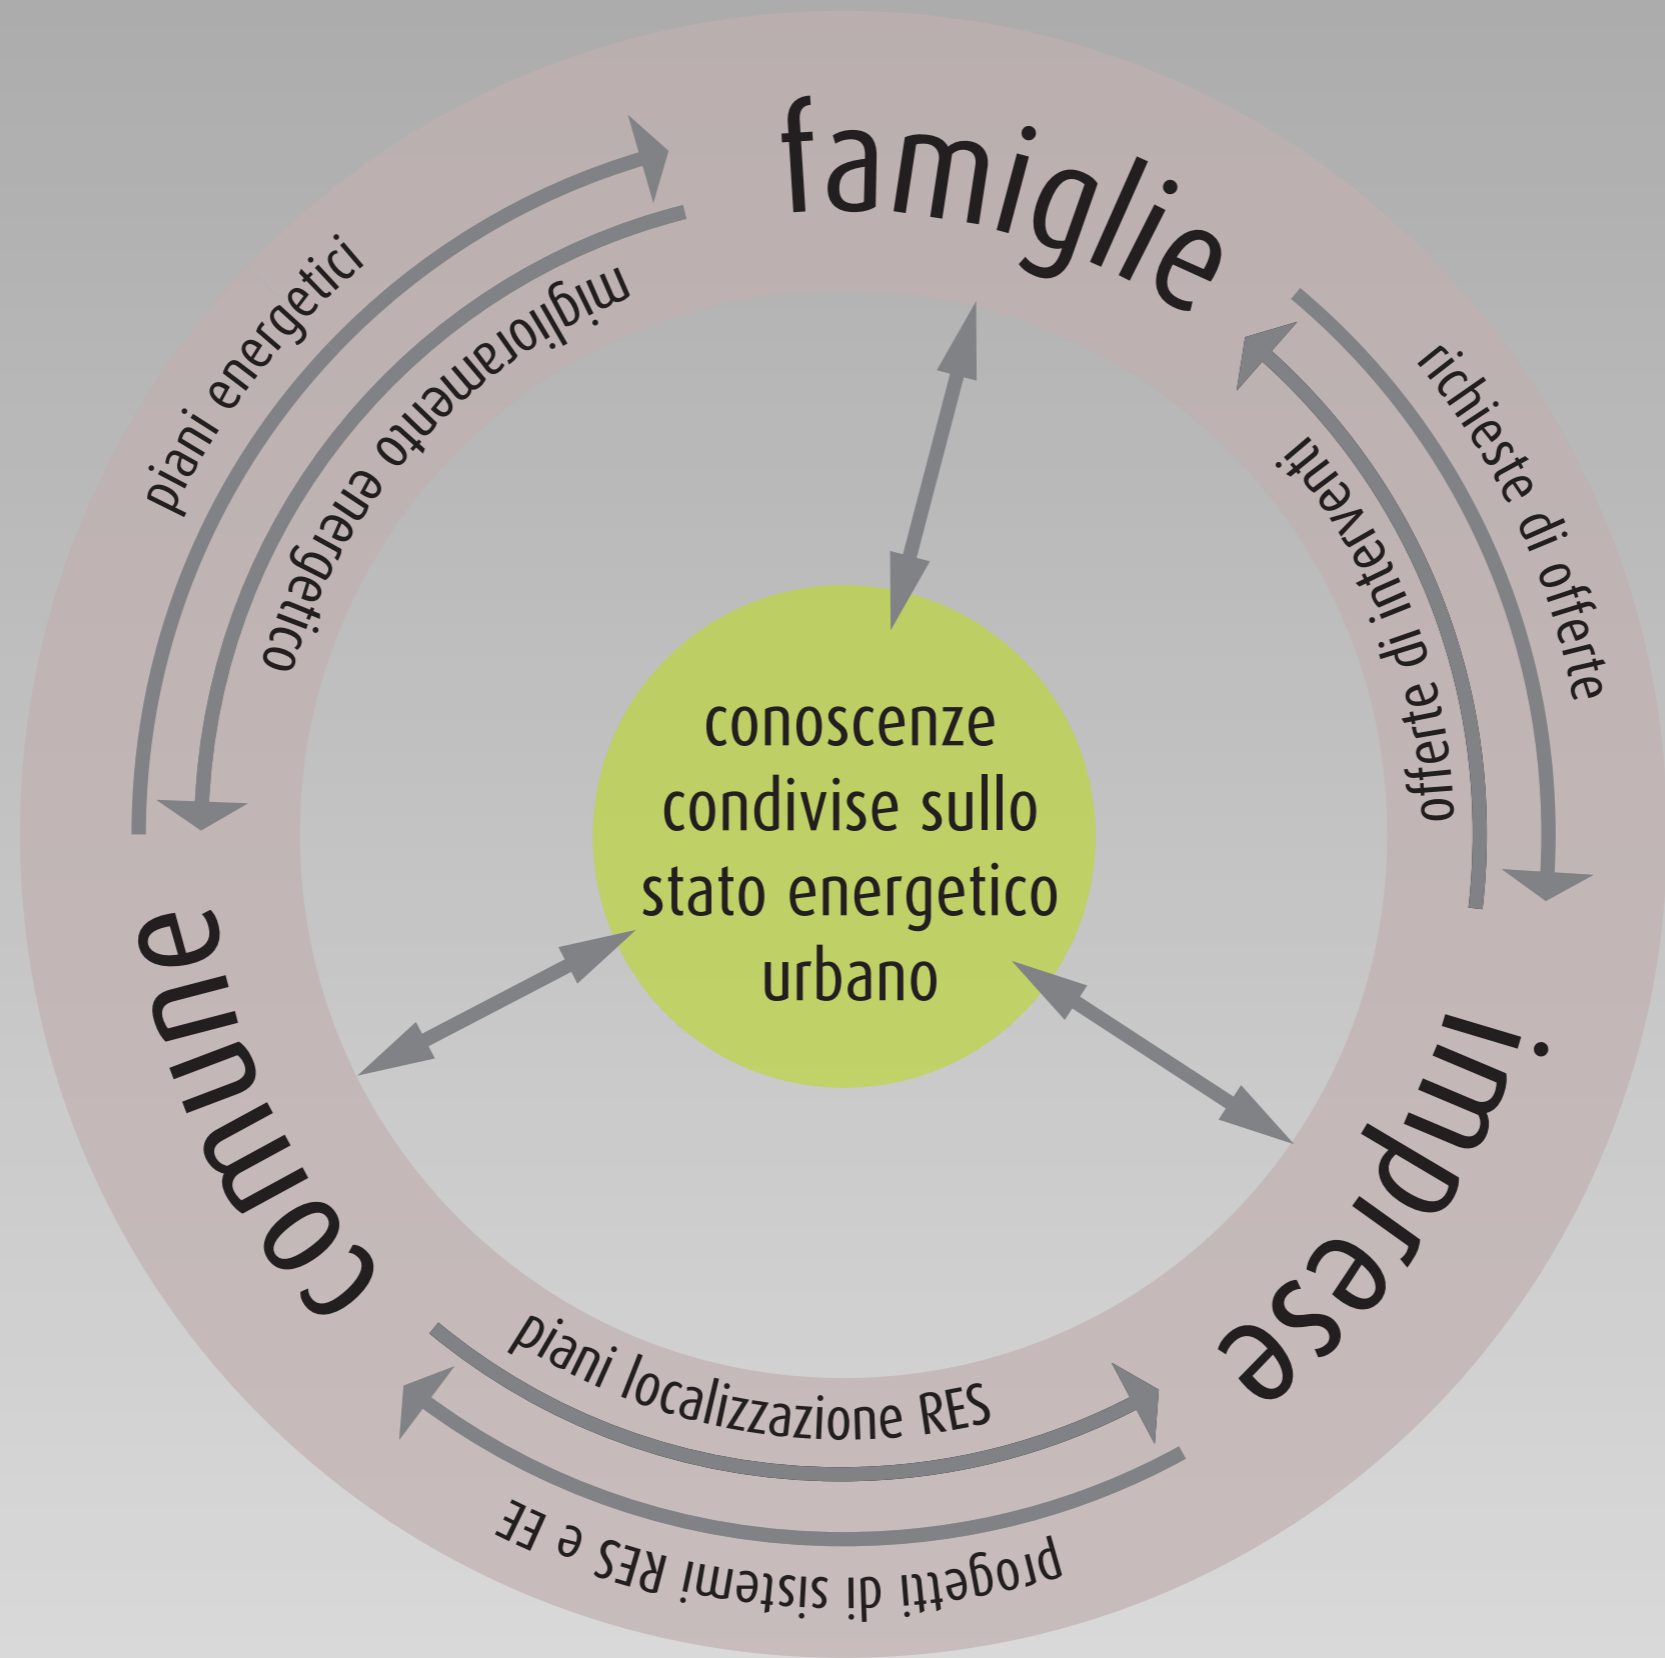 famiglie
piani energetici
miglioramento energetico
richieste di offerte
offerte di interventi
conoscenze
condivise sullo
stato energetico
urbano
comune
imprese
piani localizzazione RES
progetti di sistemi RES e EE